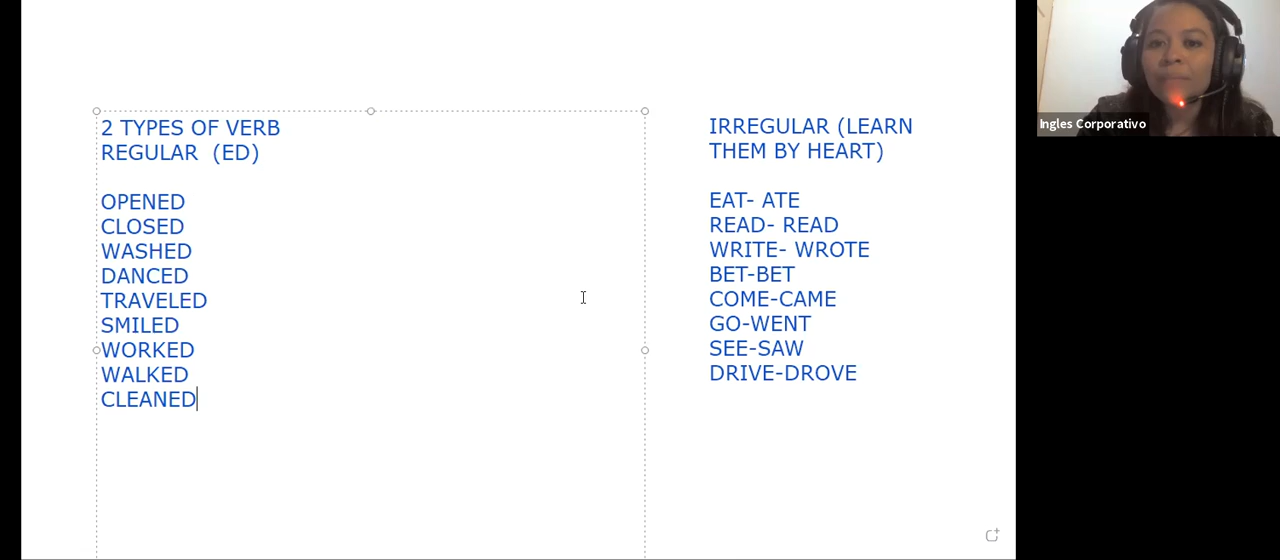 2 TYPES OF VERB
REGULAR (ED)
OPENED
CLOSED
WASHED
DANCED
TRAVELED
SMILED
WORKED
WALKED
CLEANED
IRREGULAR (LEARN
THEM BY HEART)
EAT- ATE
READ- READ
WRITE- WROTE
BET-BET
COME-CAME
GO-WENT
SEE-SAW
DRIVE-DROVE
Ingles Corporativo